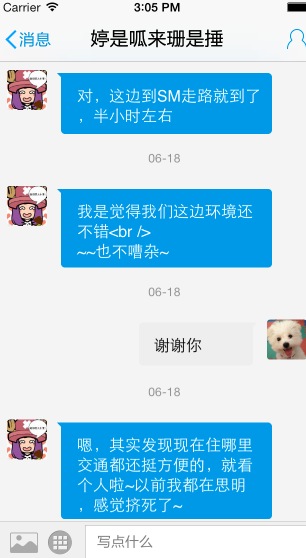 Carrier 3:05 PM
消息 婷是呱来珊是捶
对，这边到SM走路就到了
，半小时左右
06-18
我是觉得我们这边环境还
不错<br />
~~也不嘈杂~
06-18
谢谢你
06-18
嗯，其实发现现在住哪里
交通都还挺方便的，就看
个人啦~以前我都在思明
，感觉挤死了~
写点什么